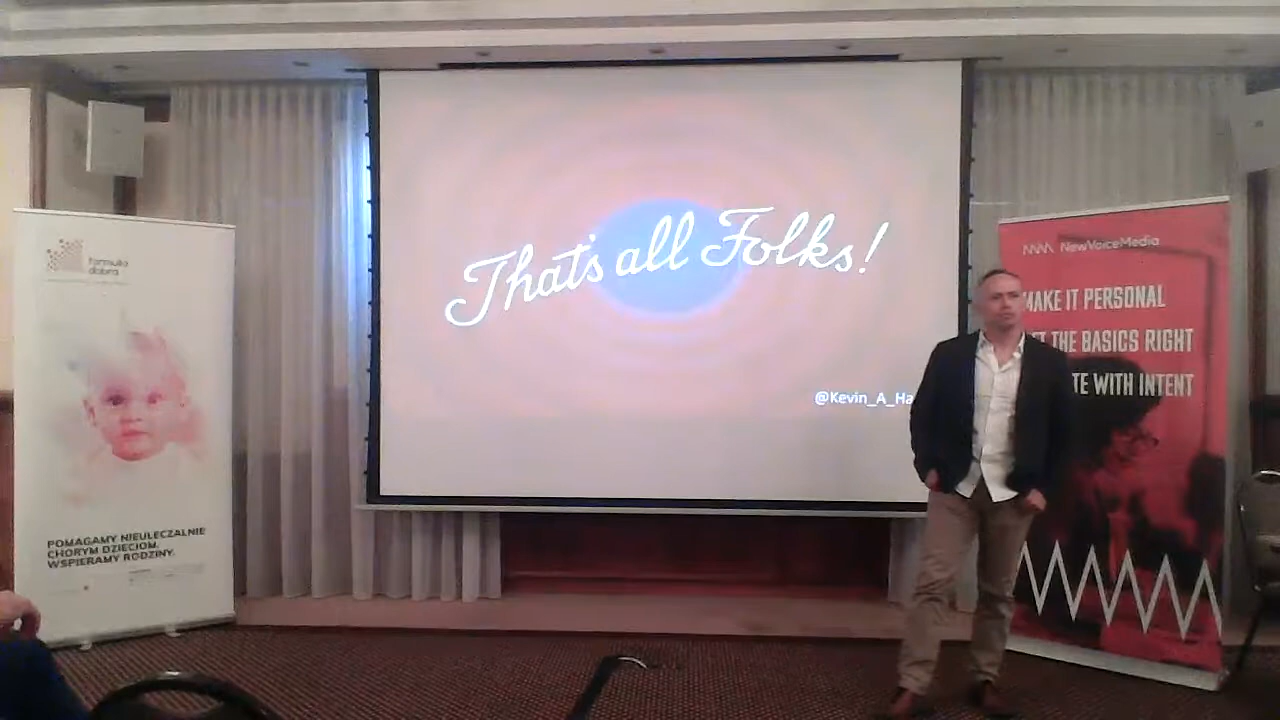 formuła
dobra
POMAGAMY NIEULECZALNIE
CHORYM DZIECIOM.
WSPIERAMY RODZINY.
That's all Folks!
@Kevin_A_Ha
NewVoiceMedia
MAKE IT PERSONAL
THE BASICS RIGHT
TE WITH INTENT